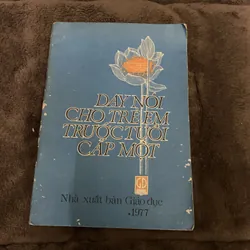 DẠY NÓI
CHO TRẺ EM
TRƯỚC TUỔI
CẤP MỘT
Nhà xuất bản Giáo dục
1977